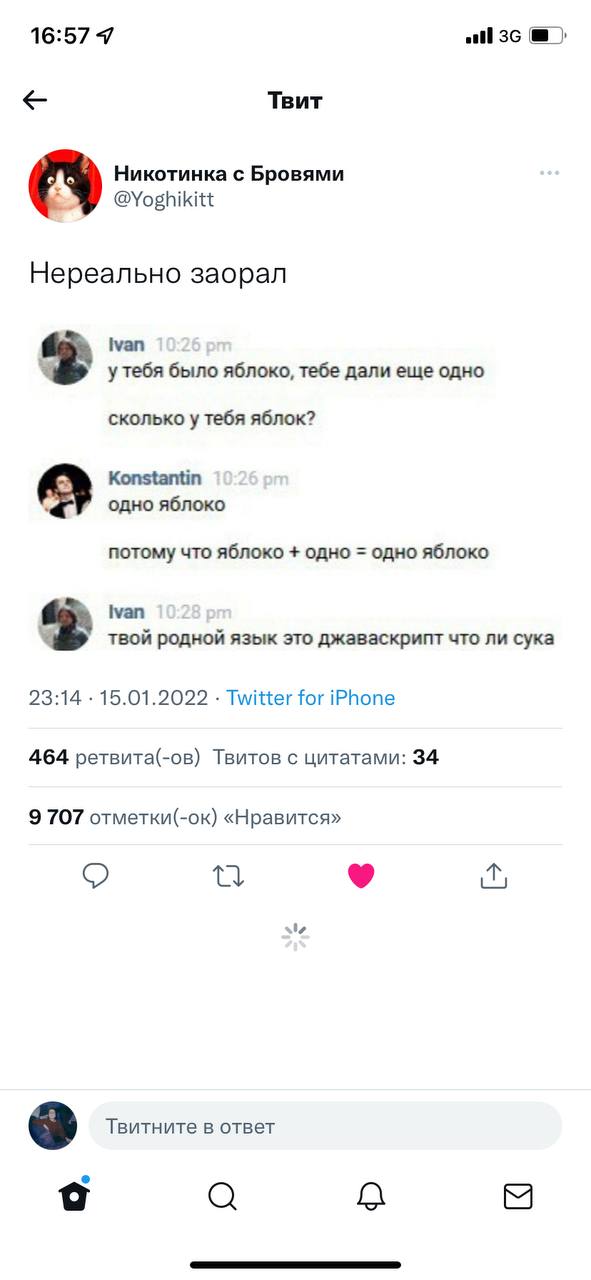 16:57
3G
Твит
Никотинка с Бровями
@Yoghikitt
Нереально заорал
Ivan 10:26 pm
у тебя было яблоко, тебе дали еще одно
сколько у тебя яблок?
Konstantin 10:26 pm
одно яблоко
потому что яблоко + одно = одно яблоко
Ivan 10:28 pm
твой родной язык это джаваскрипт что ли сука
23:14 · 15.01.2022 · Twitter for iPhone
464 ретвита(-ов) Твитов с цитатами: 34
9 707 отметки(-ок) «Нравится»
Твитните в ответ